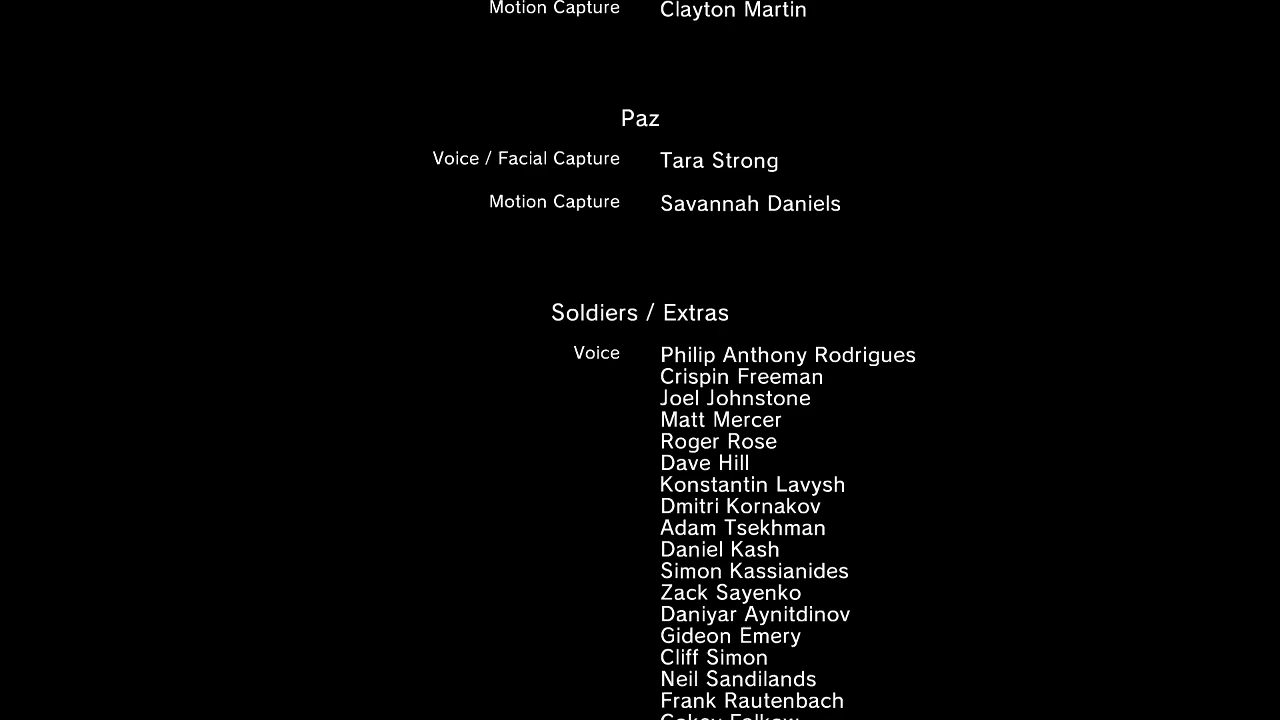 Motion Capture Clayton Martin
Paz
Voice / Facial Capture Tara Strong
Motion Capture Savannah Daniels
Soldiers / Extras
Voice Philip Anthony Rodrigues
Crispin Freeman
Joel Johnstone
Matt Mercer
Roger Rose
Dave Hill
Konstantin Lavysh
Dmitri Kornakov
Adam Tsekhman
Daniel Kash
Simon Kassianides
Zack Sayenko
Daniyar Aynitdinov
Gideon Emery
Cliff Simon
Neil Sandilands
Frank Rautenbach